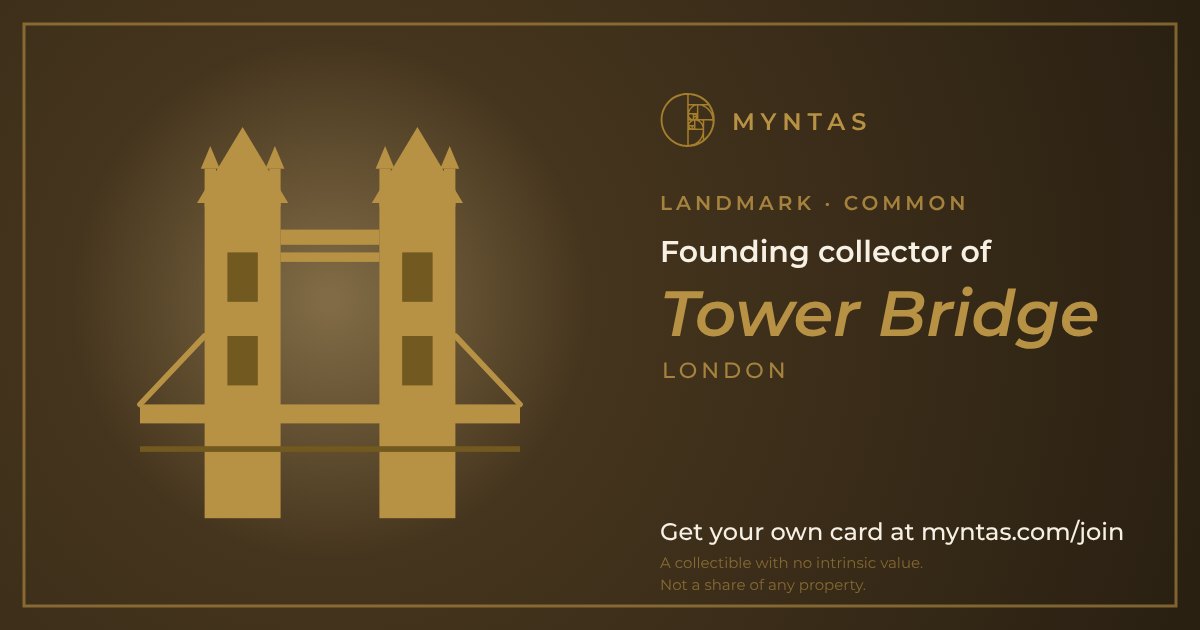 MYNTAS
LANDMARK · COMMON
Founding collector of
Tower Bridge
LONDON
Get your own card at myntas.com/join
A collectible with no intrinsic value.
Not a share of any property.